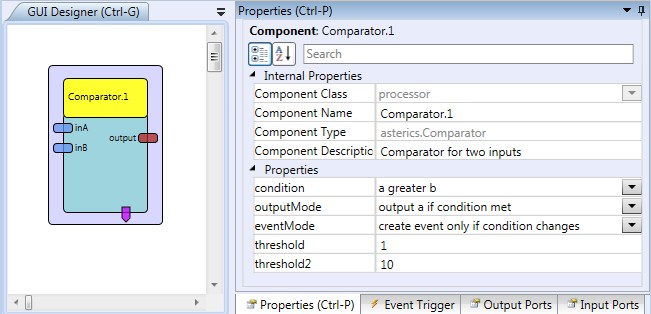 GUI Designer (Ctrl-G)
Comparator.1
inA
inB
output
Properties (Ctrl-P)
Component: Comparator.1
A
Z
Search
Internal Properties
Component Class processor
Component Name Comparator.1
Component Type asterics.Comparator
Component Descriptio Comparator for two inputs
Properties
condition a greater b
outputMode output a if condition met
eventMode create event only if condition changes
threshold 1
threshold2 10
Properties (Ctrl-P) Event Trigger Output Ports Input Ports